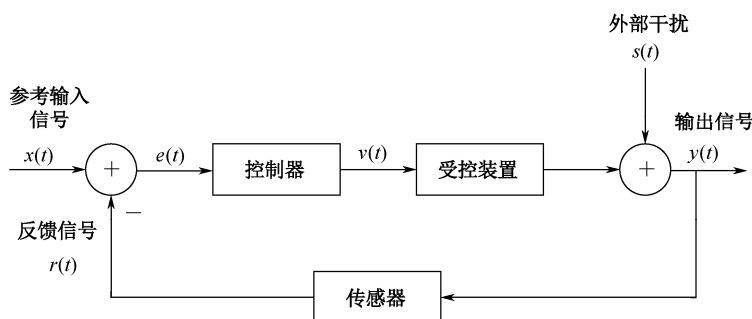 外部干扰
s(t)
参考输入
信号
x(t)
+
e(t)
控制器
v(t)
受控装置
+
输出信号
y(t)
−
反馈信号
r(t)
传感器